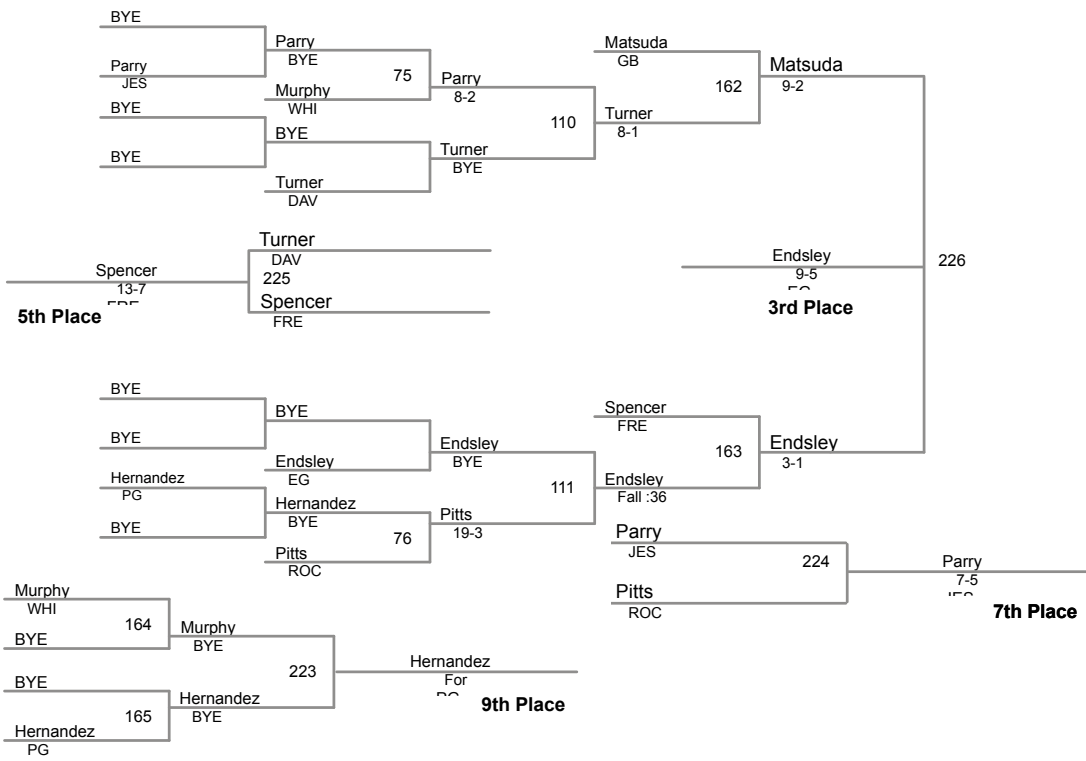 BYE
Parry
JES
Parry
BYE
75
Murphy
WHI
Parry
8-2
BYE
BYE
BYE
Turner
DAV
Turner
BYE
110
Matsuda
GB
Turner
8-1
162
Matsuda
9-2
Turner
DAV
225
Spencer
FRE
Spencer
13-7
FRE
5th Place
Endsley
9-5
EG
3rd Place
226
BYE
BYE
BYE
Endsley
EG
Endsley
BYE
Hernandez
PG
BYE
Hernandez
BYE
76
Pitts
ROC
Pitts
19-3
111
Spencer
FRE
Endsley
Fall :36
163
Endsley
3-1
Parry
JES
Pitts
ROC
224
Parry
7-5
JES
7th Place
Murphy
WHI
BYE
164
Murphy
BYE
BYE
Hernandez
PG
165
Hernandez
BYE
223
Hernandez
For
PG
9th Place